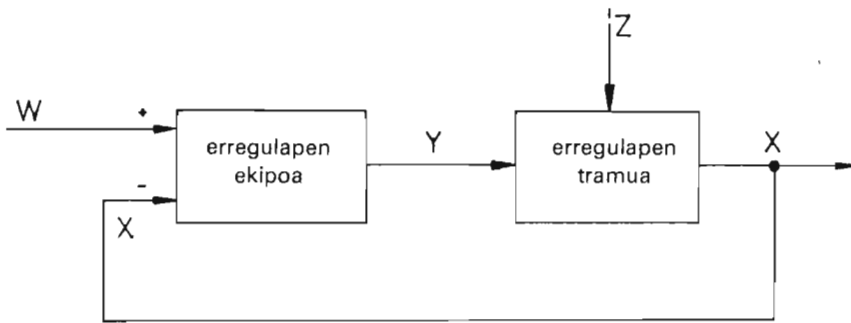 Z
W
+
erregulapen
ekipoa
Y
erregulapen
tramua
X
-
X